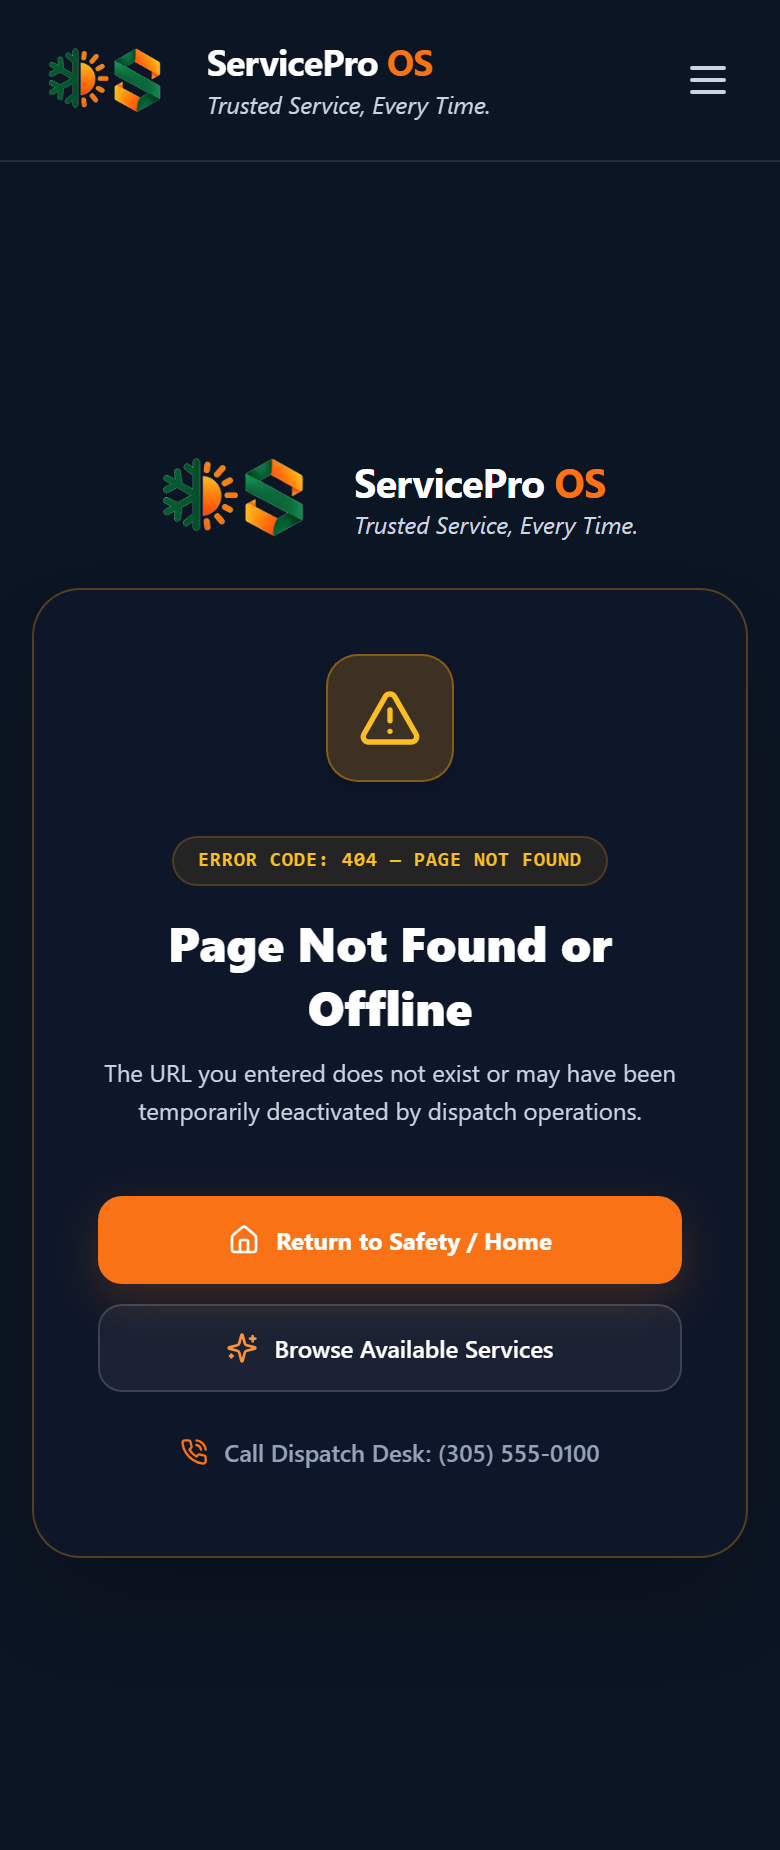 ServicePro OS
Trusted Service, Every Time.
ServicePro OS
Trusted Service, Every Time.
ERROR CODE: 404 — PAGE NOT FOUND
Page Not Found or
Offline
The URL you entered does not exist or may have been
temporarily deactivated by dispatch operations.
Return to Safety / Home
Browse Available Services
Call Dispatch Desk: (305) 555-0100